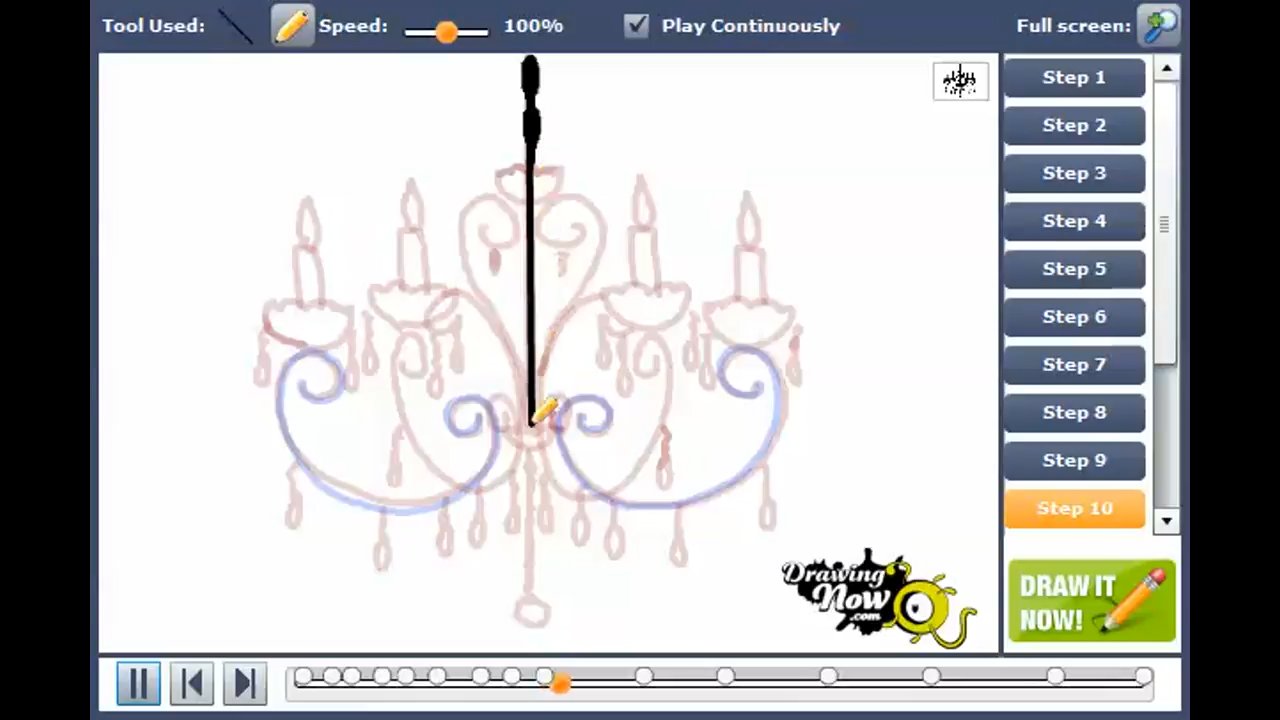 Tool Used:
Speed:
100%
Play Continuously
Full screen:
Step 1
Step 2
Step 3
Step 4
Step 5
Step 6
Step 7
Step 8
Step 9
Step 10
Drawing
Now
.com
DRAW IT
NOW!